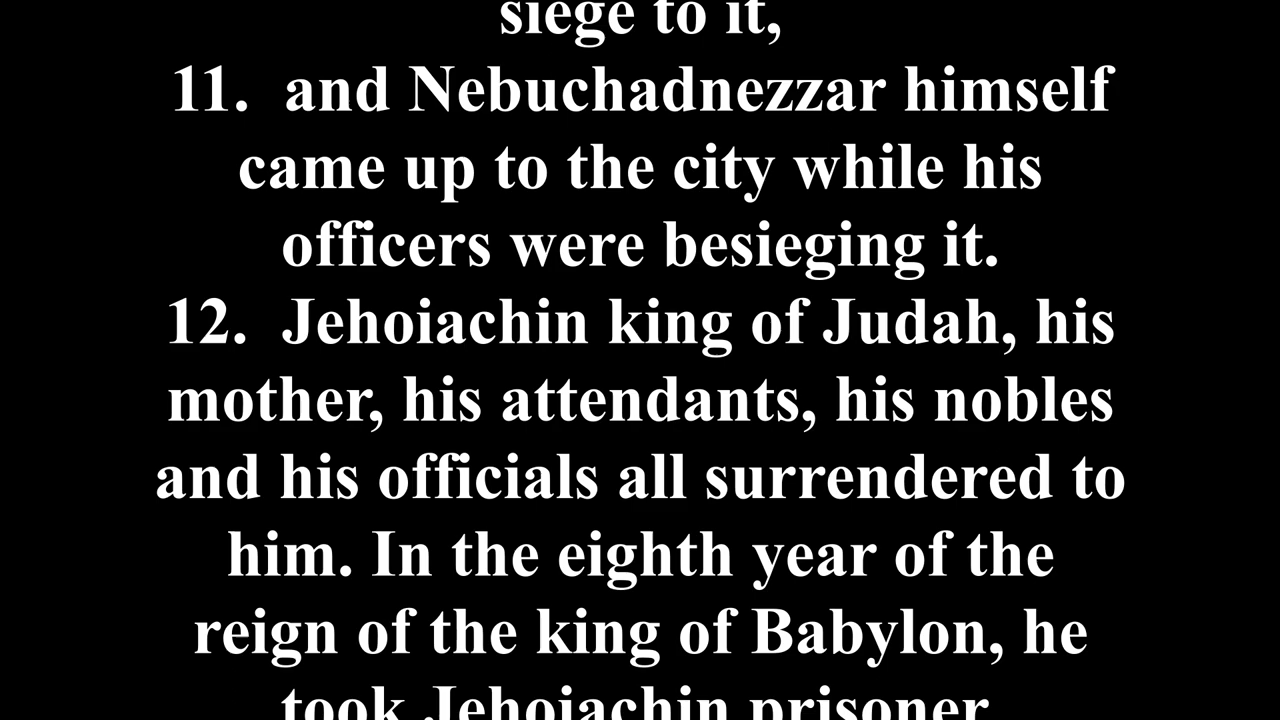 siege to it,
11.  and Nebuchadnezzar himself
came up to the city while his
officers were besieging it.
12.  Jehoiachin king of Judah, his
mother, his attendants, his nobles
and his officials all surrendered to
him. In the eighth year of the
reign of the king of Babylon, he
took Jehoiachin prisoner